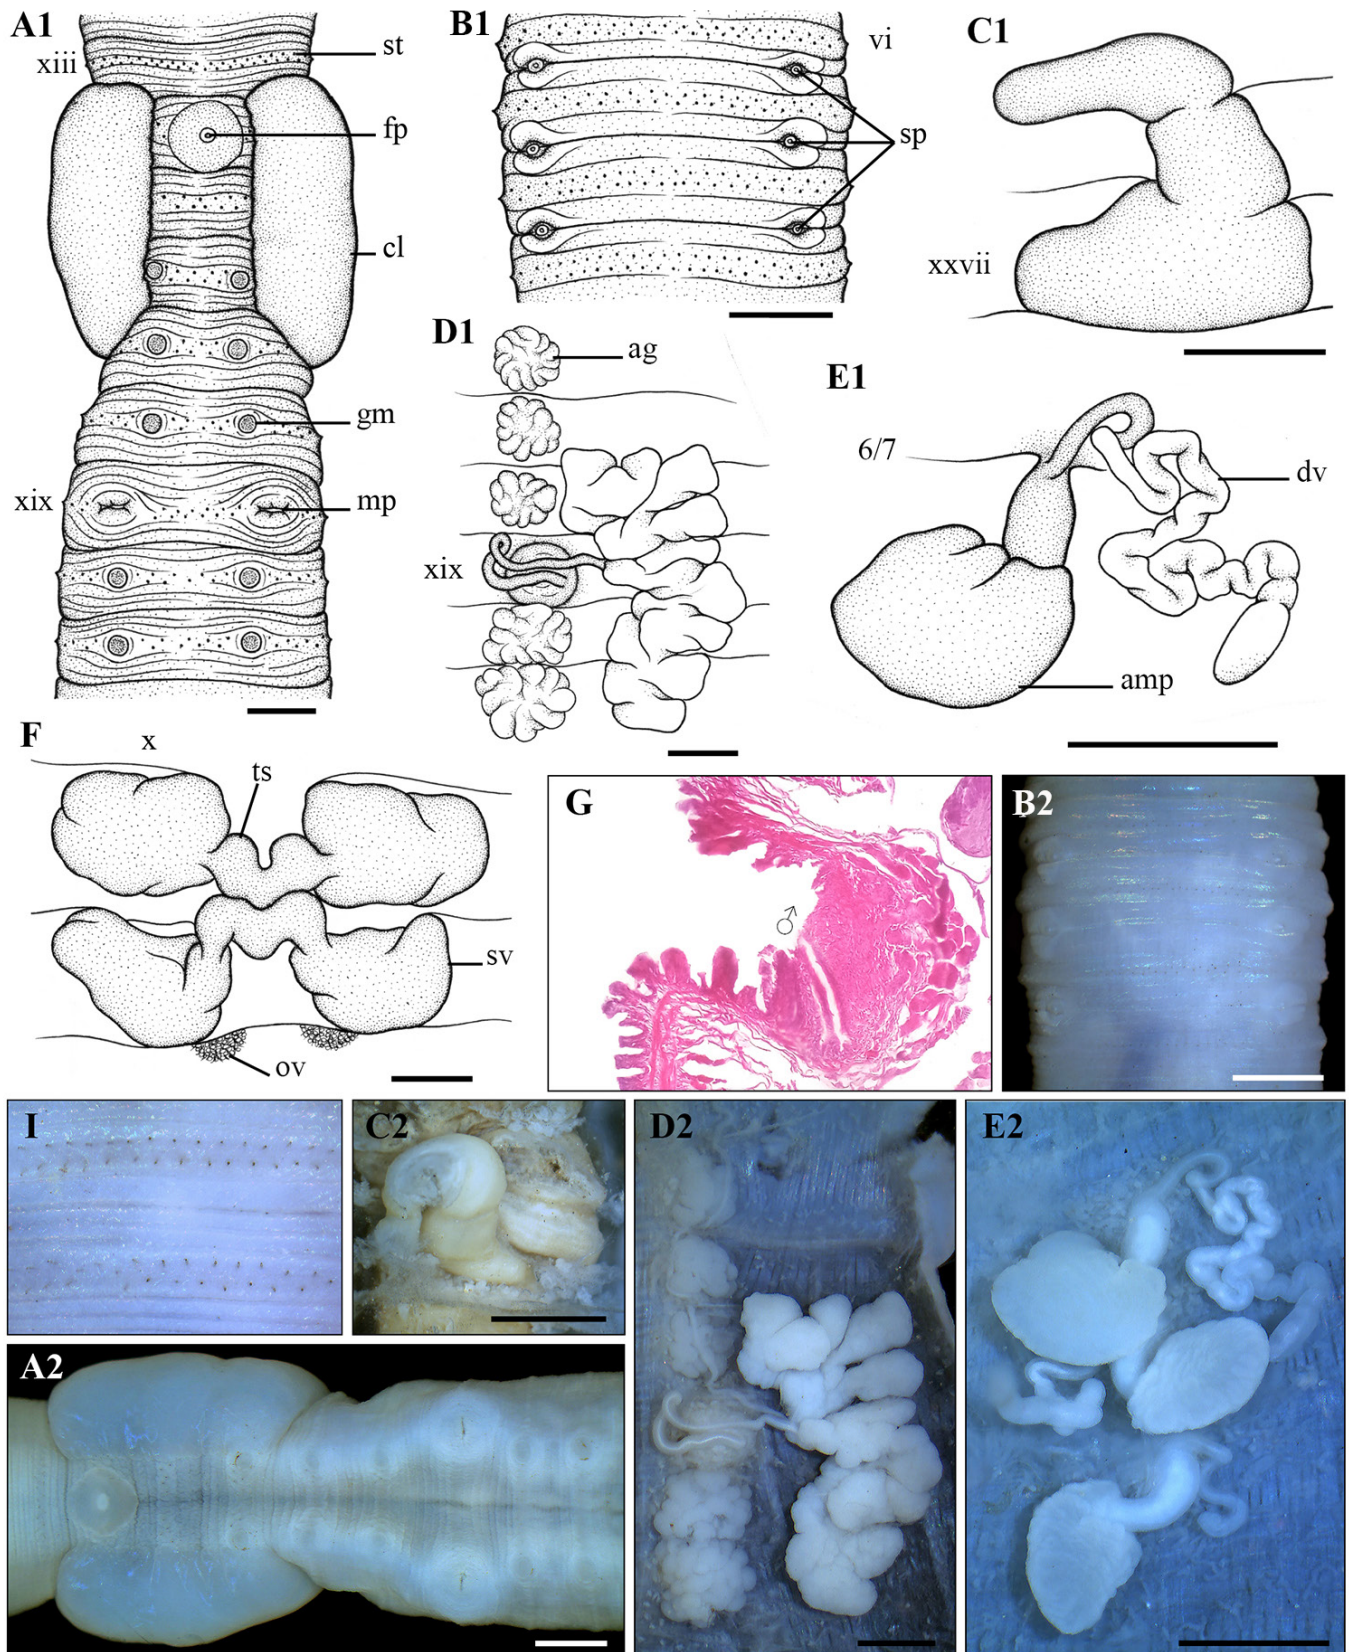 A1
xiii
st
fp
cl
gm
xix
mp
B1
vi
sp
C1
xxvii
D1
ag
xix
E1
6/7
dv
amp
F
x
ts
sv
ov
G
♂
B2
I
C2
D2
E2
A2